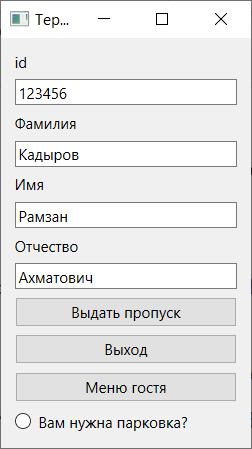 Тер...
id
123456
Фамилия
Кадыров
Имя
Рамзан
Отчество
Ахматович
Выдать пропуск
Выход
Меню гостя
Вам нужна парковка?